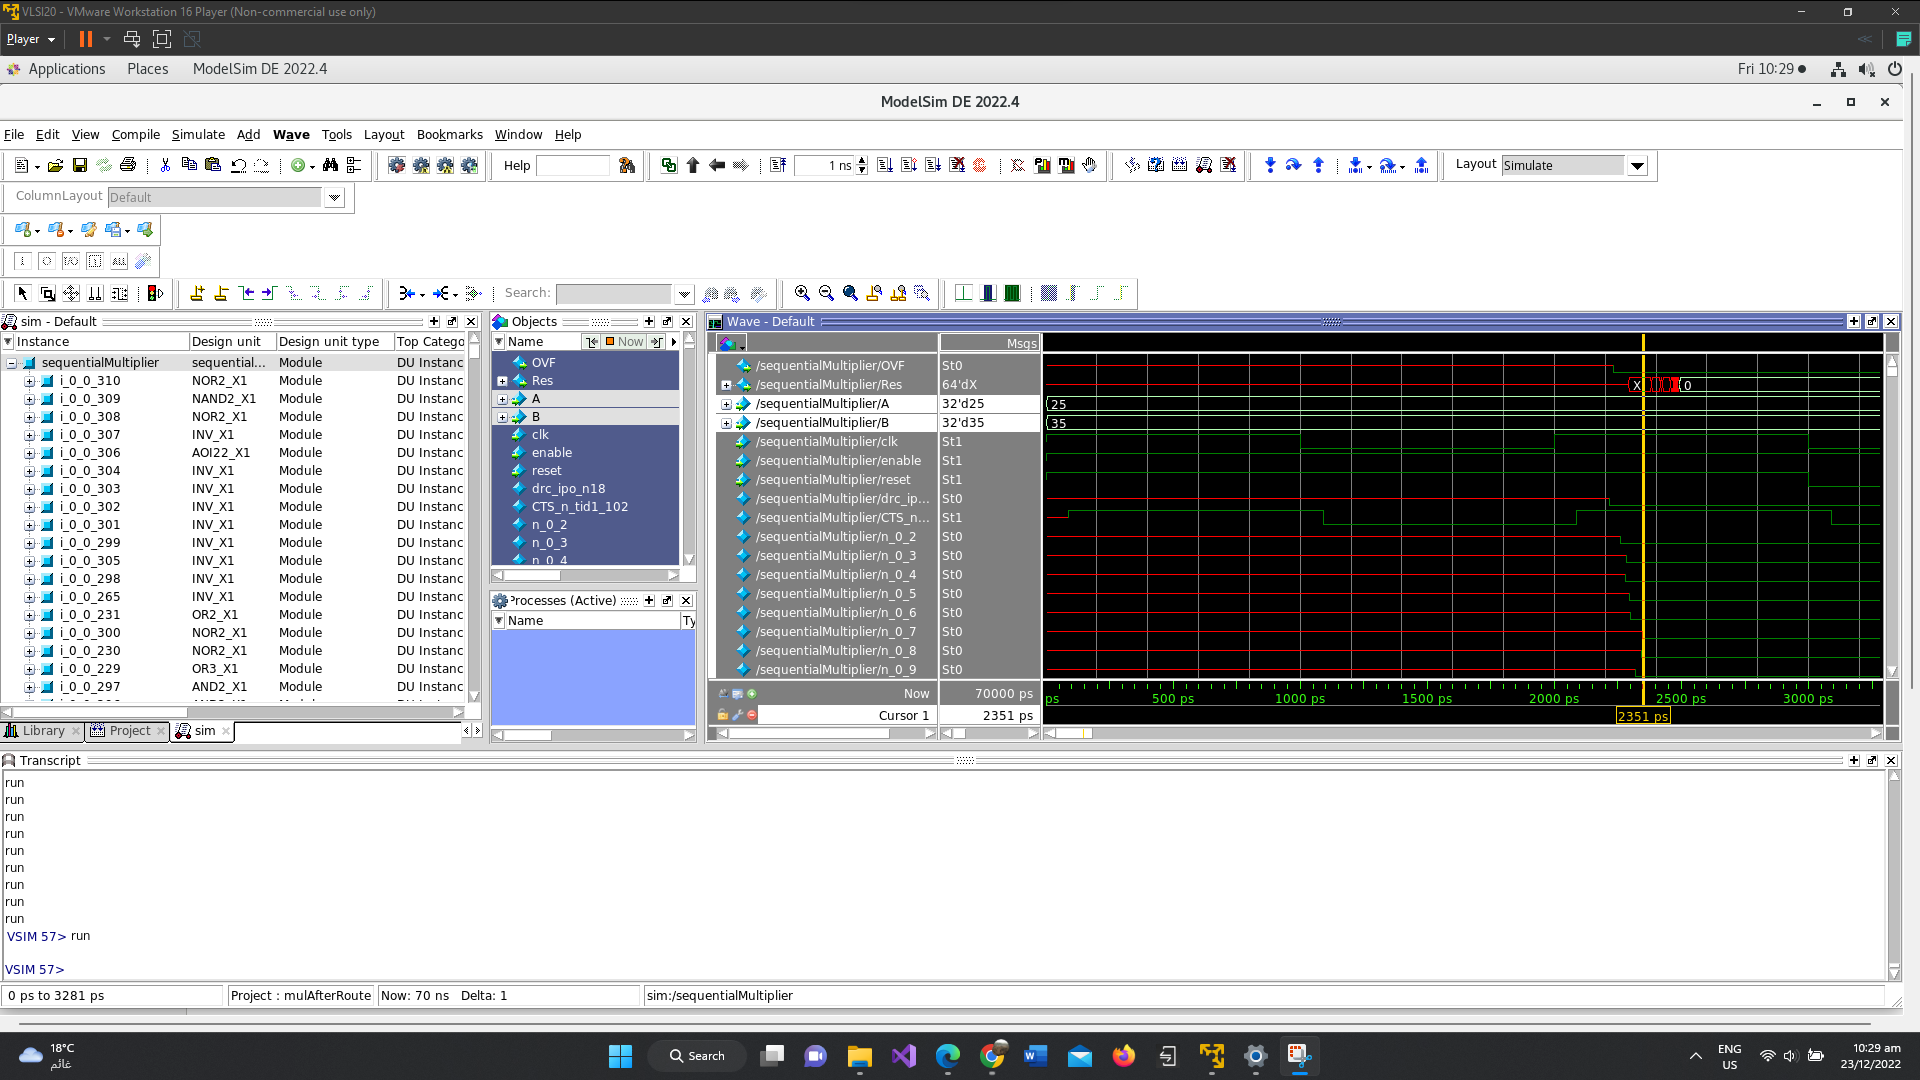 VLSI20 - VMware Workstation 16 Player (Non-commercial use only)
Player
Applications Places ModelSim DE 2022.4 Fri 10:29
ModelSim DE 2022.4
File Edit View Compile Simulate Add Wave Tools Layout Bookmarks Window Help
Help 1 ns Layout Simulate
ColumnLayout Default
Search:
sim - Default
Instance Design unit Design unit type Top Catego
sequentialMultiplier sequential... Module DU Instanc
i_0_0_310 NOR2_X1 Module DU Instanc
i_0_0_309 NAND2_X1 Module DU Instanc
i_0_0_308 NOR2_X1 Module DU Instanc
i_0_0_307 INV_X1 Module DU Instanc
i_0_0_306 AOI22_X1 Module DU Instanc
i_0_0_304 INV_X1 Module DU Instanc
i_0_0_303 INV_X1 Module DU Instanc
i_0_0_302 INV_X1 Module DU Instanc
i_0_0_301 INV_X1 Module DU Instanc
i_0_0_299 INV_X1 Module DU Instanc
i_0_0_305 INV_X1 Module DU Instanc
i_0_0_298 INV_X1 Module DU Instanc
i_0_0_265 INV_X1 Module DU Instanc
i_0_0_231 OR2_X1 Module DU Instanc
i_0_0_300 NOR2_X1 Module DU Instanc
i_0_0_230 NOR2_X1 Module DU Instanc
i_0_0_229 OR3_X1 Module DU Instanc
i_0_0_297 AND2_X1 Module DU Instanc
Library Project sim
Objects
Name Now
OVF
Res
A
B
clk
enable
reset
drc_ipo_n18
CTS_n_tid1_102
n_0_2
n_0_3
n_0_4
Processes (Active)
Name Ty
Wave - Default
Msgs
/sequentialMultiplier/OVF St0
/sequentialMultiplier/Res 64'dX X 0
/sequentialMultiplier/A 32'd25 25
/sequentialMultiplier/B 32'd35 35
/sequentialMultiplier/clk St1
/sequentialMultiplier/enable St1
/sequentialMultiplier/reset St1
/sequentialMultiplier/drc_ip... St0
/sequentialMultiplier/CTS_n... St1
/sequentialMultiplier/n_0_2 St0
/sequentialMultiplier/n_0_3 St0
/sequentialMultiplier/n_0_4 St0
/sequentialMultiplier/n_0_5 St0
/sequentialMultiplier/n_0_6 St0
/sequentialMultiplier/n_0_7 St0
/sequentialMultiplier/n_0_8 St0
/sequentialMultiplier/n_0_9 St0
Now 70000 ps ps 500 ps 1000 ps 1500 ps 2000 ps 2500 ps 3000 ps
Cursor 1 2351 ps 2351 ps
Transcript
run
run
run
run
run
run
run
run
run
VSIM 57> run
VSIM 57>
0 ps to 3281 ps Project : mulAfterRoute Now: 70 ns Delta: 1 sim:/sequentialMultiplier
18°C
غائم
Search
ENG
US
10:29 am
23/12/2022